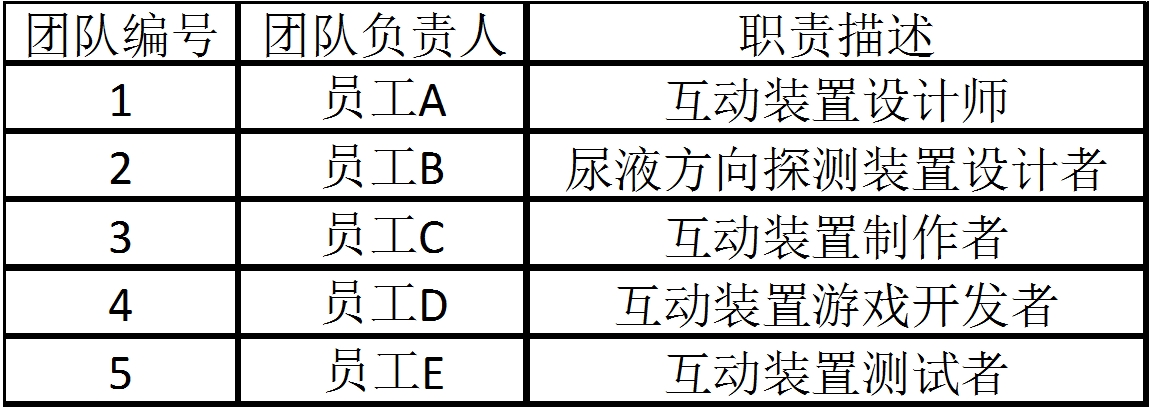 团队编号 团队负责人 职责描述
1 员工A 互动装置设计师
2 员工B 尿液方向探测装置设计者
3 员工C 互动装置制作者
4 员工D 互动装置游戏开发者
5 员工E 互动装置测试者